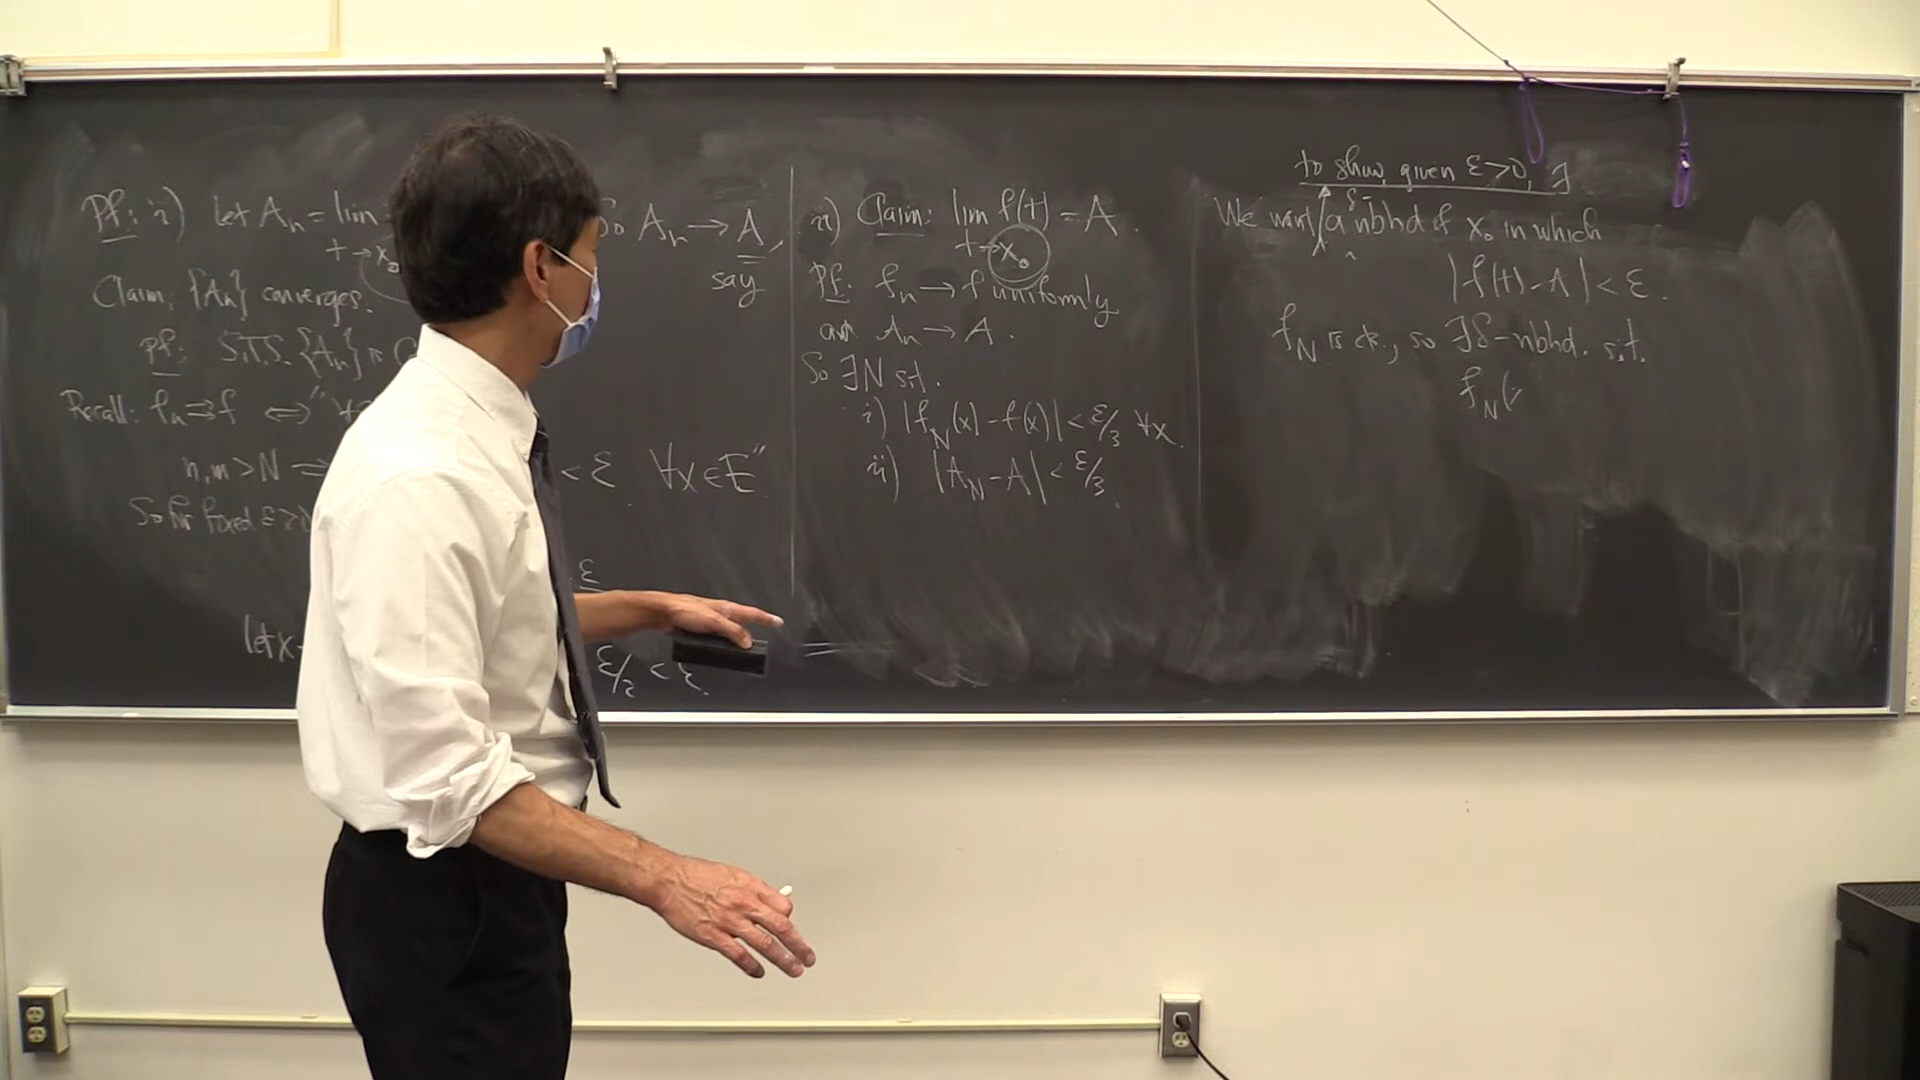 Pf: i) Let Aₙ = lim
t → x₀
So Aₙ → A,
say
Claim: {Aₙ} converges.
Pf: S.T.S. {Aₙ} is C
Recall: fₙ ⇉ f ⇔ "∀
n, m > N ⇒ < ε ∀x ∈ E"
So for fixed ε >
ε
let x → ε/2 < ε.
ii) Claim: lim f(t) = A.
t → x₀
Pf: fₙ → f uniformly
and Aₙ → A.
So ∃N s.t.
i) |f_N(x) - f(x)| < ε/3 ∀x.
ii) |A_N - A| < ε/3
to show, given ε > 0, ∃
δ-
We want a nbhd of x₀ in which
|f(t) - A| < ε.
f_N is cts., so ∃δ-nbhd. s.t.
f_N(